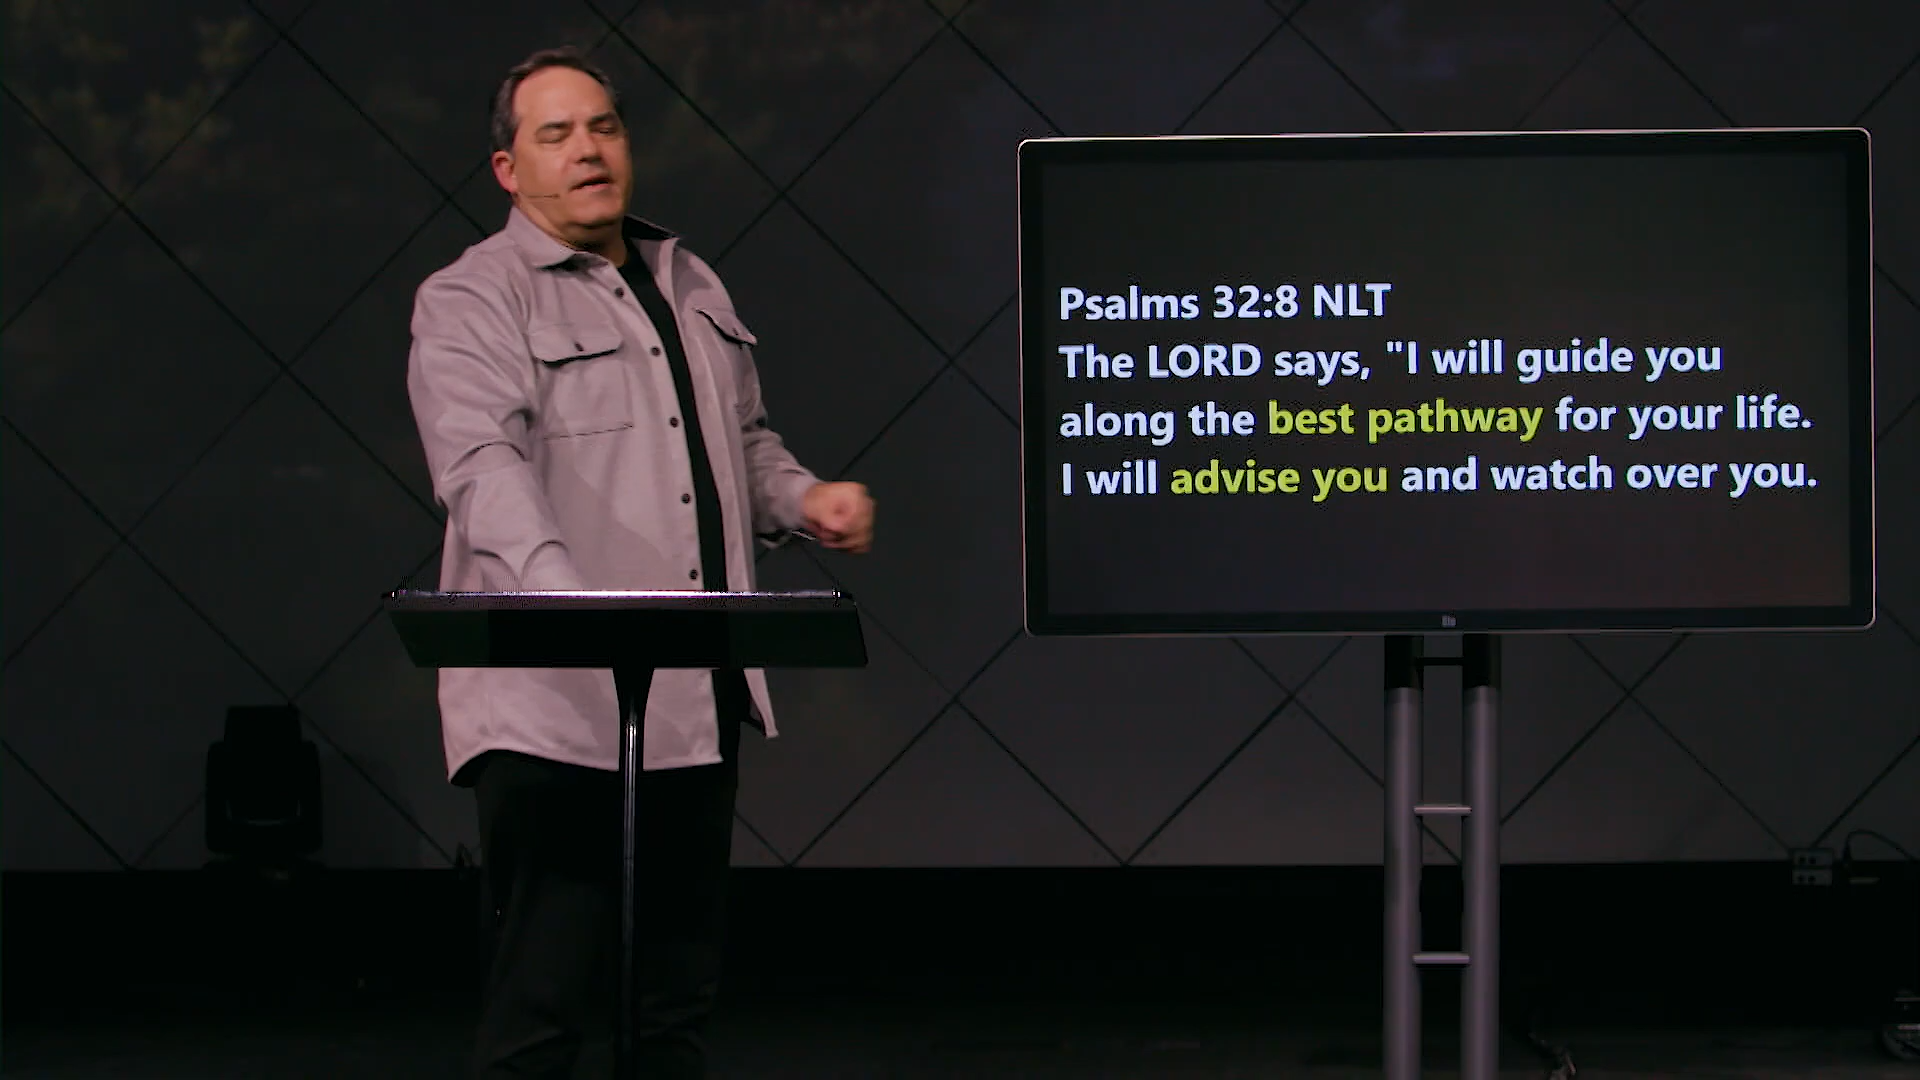 Psalms 32:8 NLT
The LORD says, "I will guide you
along the best pathway for your life.
I will advise you and watch over you.
elo